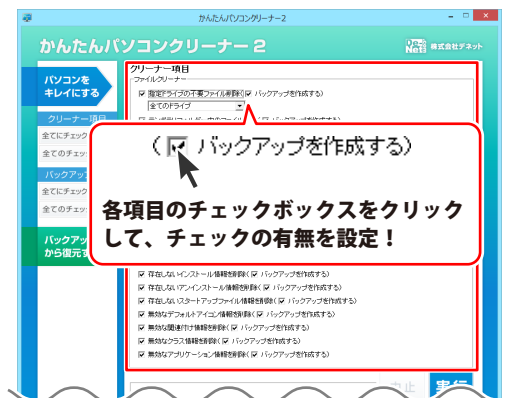 かんたんパソコンクリーナー2
かんたんパソコンクリーナー2
De-Net 株式会社デネット
パソコンを
キレイにする
クリーナー項目
全てにチェック
全てのチェッ
バックアッ
全てにチェック
全てのチェッ
バックアッ
から復元す
クリーナー項目
ファイルクリーナー
指定ドライブの不要ファイル削除( バックアップを作成する)
全てのドライブ
( バックアップを作成する)
各項目のチェックボックスをクリック
して、チェックの有無を設定!
存在しないインストール情報を削除( バックアップを作成する)
存在しないアンインストール情報を削除( バックアップを作成する)
存在しないスタートアップファイル情報を削除( バックアップを作成する)
無効なデフォルトアイコン情報を削除( バックアップを作成する)
無効な関連付け情報を削除( バックアップを作成する)
無効なクラス情報を削除( バックアップを作成する)
無効なアプリケーション情報を削除( バックアップを作成する)
中止
実行